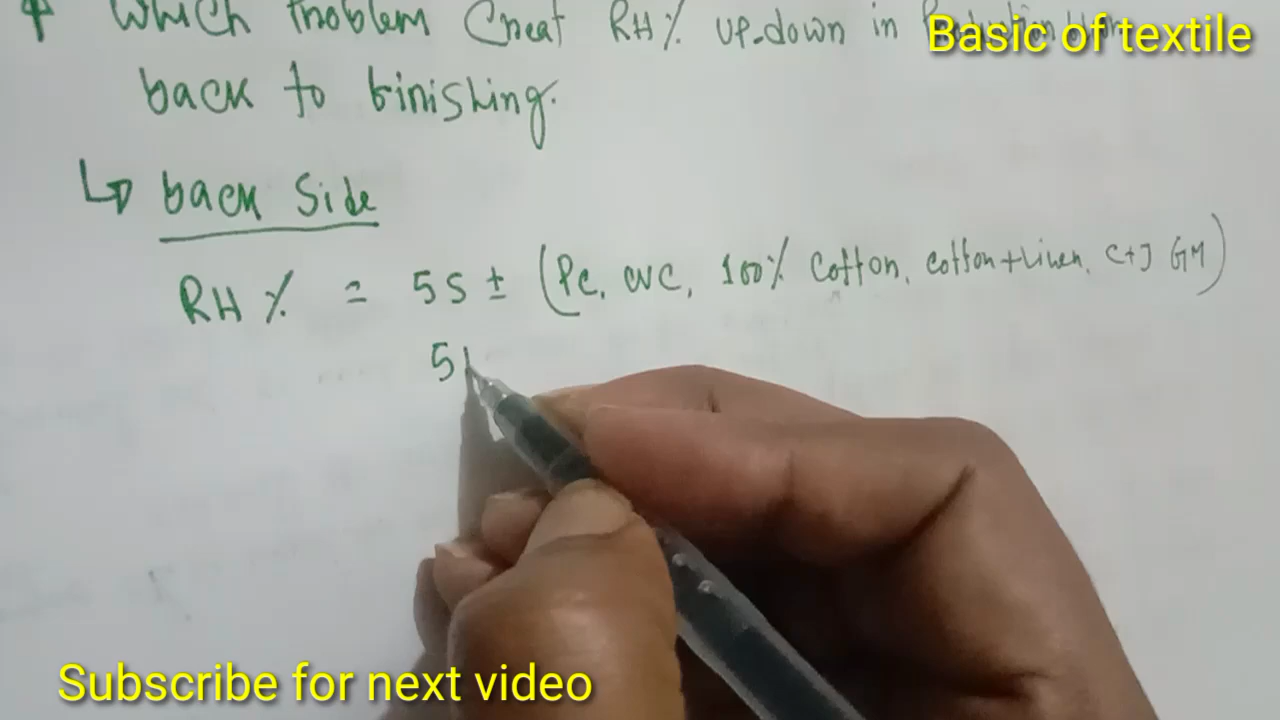 Which Problem Creat RH% up-down in
Basic of textile
back to finishing.
back Side
RH% = 55 ± (PC, CVC, 100% Cotton, Cotton+Linen, C+J GM)
5
Subscribe for next video